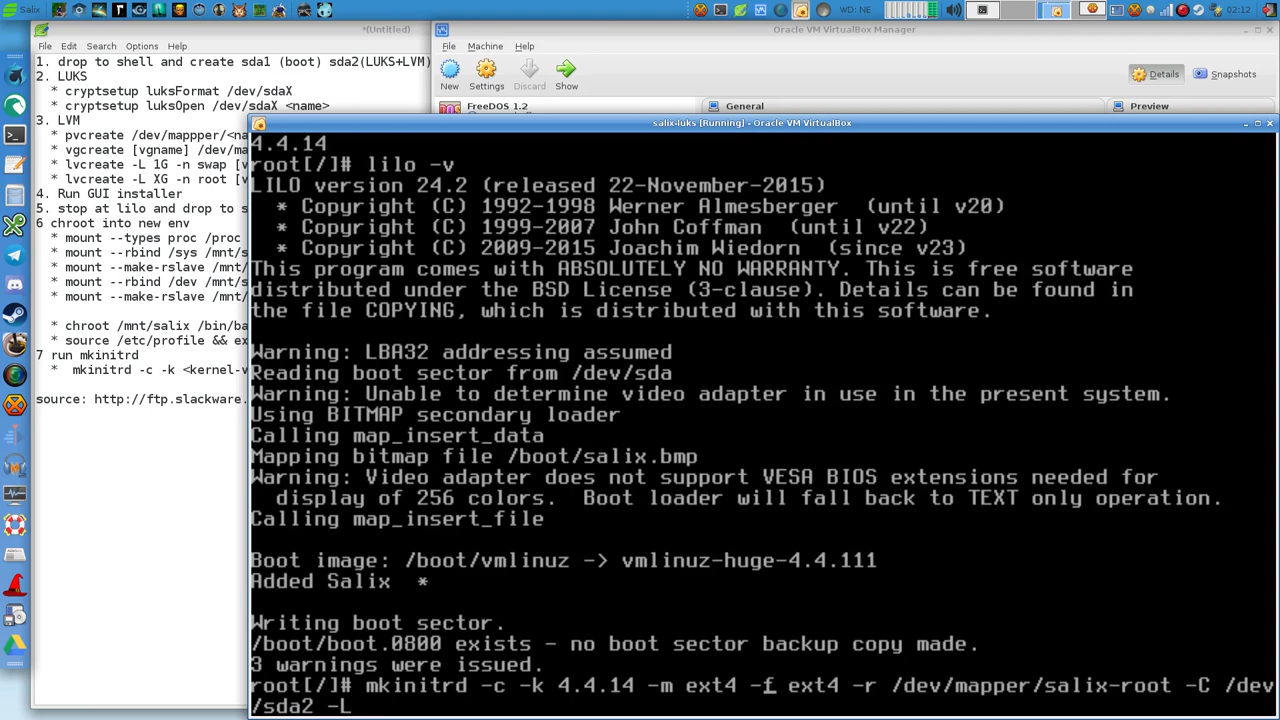 Salix
WD: NE
02:12
*(Untitled)
File Edit Search Options Help
1. drop to shell and create sda1 (boot) sda2(LUKS+LVM)
2. LUKS
* cryptsetup luksFormat /dev/sdaX
* cryptsetup luksOpen /dev/sdaX <name>
3. LVM
* pvcreate /dev/mappper/<na
* vgcreate [vgname] /dev/ma
* lvcreate -L 1G -n swap [v
* lvcreate -L XG -n root [v
4. Run GUI installer
5. stop at lilo and drop to s
6 chroot into new env
* mount --types proc /proc
* mount --rbind /sys /mnt/s
* mount --make-rslave /mnt/
* mount --rbind /dev /mnt/s
* mount --make-rslave /mnt/
* chroot /mnt/salix /bin/ba
* source /etc/profile && ex
7 run mkinitrd
* mkinitrd -c -k <kernel-v
source: http://ftp.slackware.
Oracle VM VirtualBox Manager
File Machine Help
New Settings Discard Show
Details Snapshots
FreeDOS 1.2
General
Preview
salix-luks [Running] - Oracle VM VirtualBox
4.4.14
root[/]# lilo -v
LILO version 24.2 (released 22-November-2015)
* Copyright (C) 1992-1998 Werner Almesberger (until v20)
* Copyright (C) 1999-2007 John Coffman (until v22)
* Copyright (C) 2009-2015 Joachim Wiedorn (since v23)
This program comes with ABSOLUTELY NO WARRANTY. This is free software
distributed under the BSD License (3-clause). Details can be found in
the file COPYING, which is distributed with this software.
Warning: LBA32 addressing assumed
Reading boot sector from /dev/sda
Warning: Unable to determine video adapter in use in the present system.
Using BITMAP secondary loader
Calling map_insert_data
Mapping bitmap file /boot/salix.bmp
Warning: Video adapter does not support VESA BIOS extensions needed for
display of 256 colors. Boot loader will fall back to TEXT only operation.
Calling map_insert_file
Boot image: /boot/vmlinuz -> vmlinuz-huge-4.4.111
Added Salix *
Writing boot sector.
/boot/boot.0800 exists - no boot sector backup copy made.
3 warnings were issued.
root[/]# mkinitrd -c -k 4.4.14 -m ext4 -f ext4 -r /dev/mapper/salix-root -C /dev
/sda2 -L